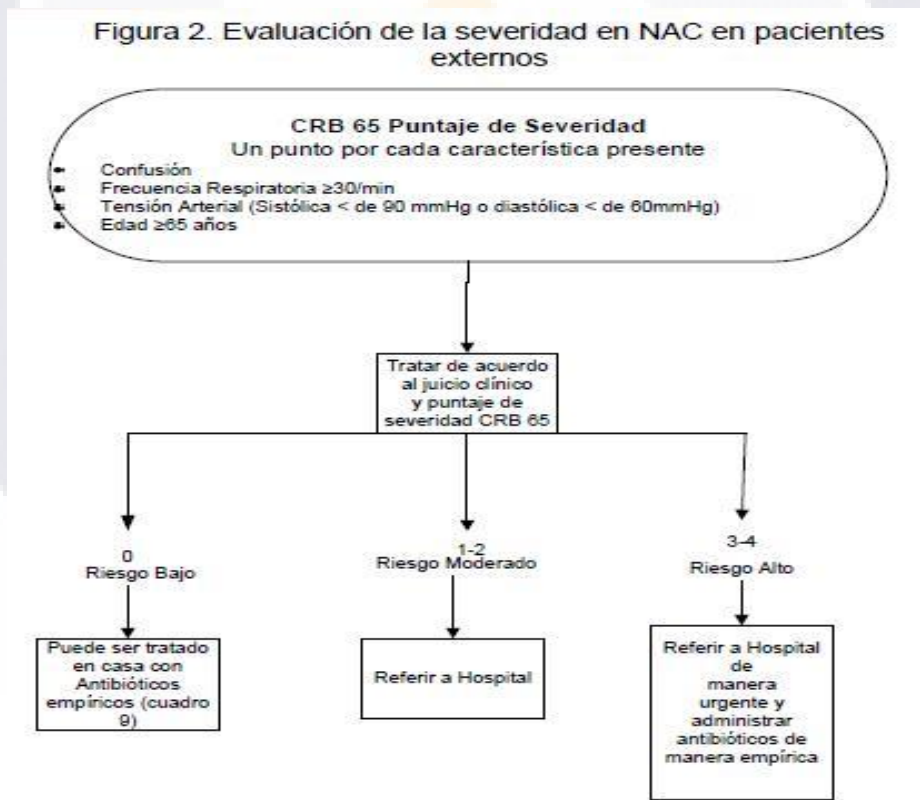 Figura 2. Evaluación de la severidad en NAC en pacientes
externos
CRB 65 Puntaje de Severidad
Un punto por cada característica presente
Confusión
Frecuencia Respiratoria ≥30/min
Tensión Arterial (Sistólica < de 90 mmHg o diastólica < de 60mmHg)
Edad ≥65 años
Tratar de acuerdo
al juicio clínico
y puntaje de
severidad CRB 65
0
Riesgo Bajo
1-2
Riesgo Moderado
3-4
Riesgo Alto
Puede ser tratado
en casa con
Antibióticos
empíricos (cuadro
9)
Referir a Hospital
Referir a Hospital
de
manera
urgente y
administrar
antibióticos de
manera empírica